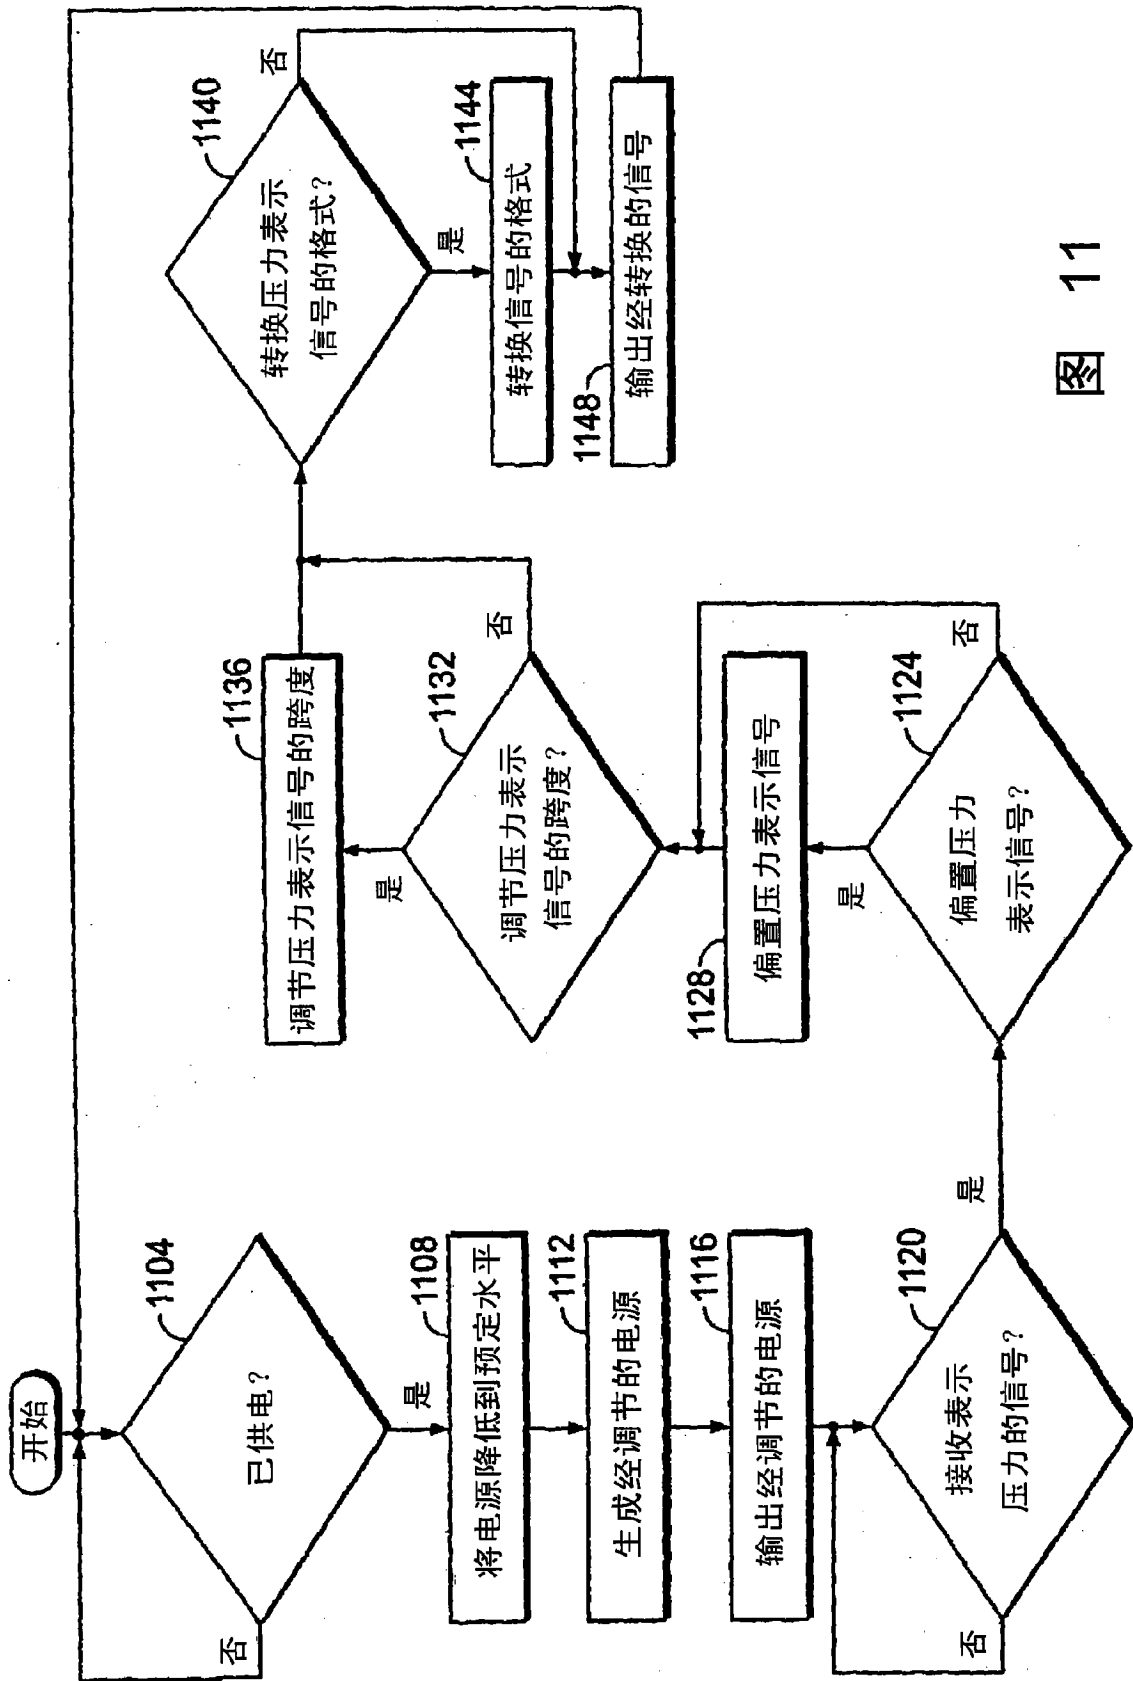 开始
已供电？
1104
否
是
将电源降低到预定水平
1108
生成经调节的电源
1112
输出经调节的电源
1116
接收表示
压力的信号？
1120
否
是
偏置压力
表示信号？
1124
否
是
偏置压力表示信号
1128
调节压力表示
信号的跨度？
1132
否
是
调节压力表示信号的跨度
1136
转换压力表示
信号的格式？
1140
否
是
转换信号的格式
1144
输出经转换的信号
1148
图 11